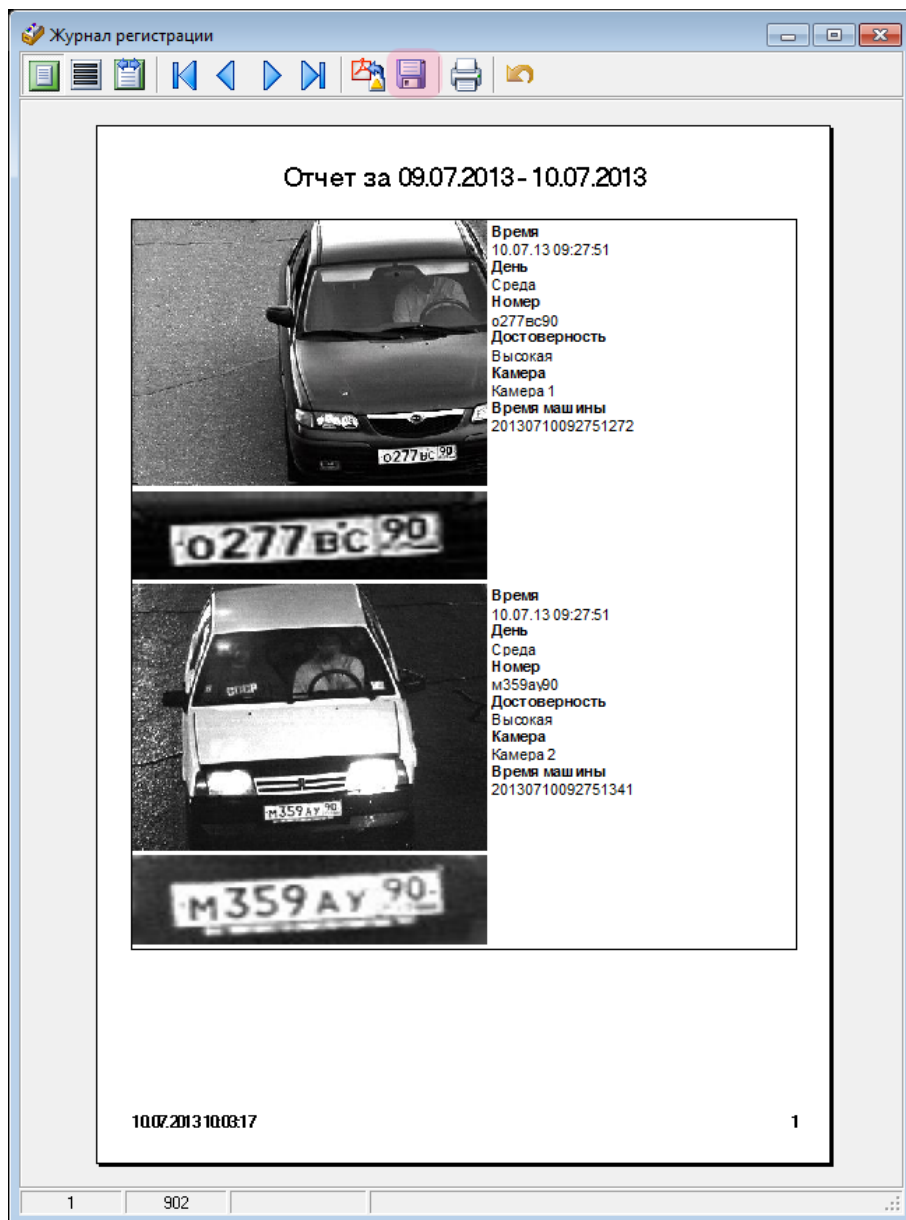 Журнал регистрации
Отчет за 09.07.2013 - 10.07.2013
Время
10.07.13 09:27:51
День
Среда
Номер
о277вс90
Достоверность
Высокая
Камера
Камера 1
Время машины
20130710092751272
о277вс 90
о277вс 90
Время
10.07.13 09:27:51
День
Среда
Номер
м359ау90
Достоверность
Высокая
Камера
Камера 2
Время машины
20130710092751341
СССР
М359АУ 90
М359АУ 90
10.07.2013 10:03:17
1
1
902